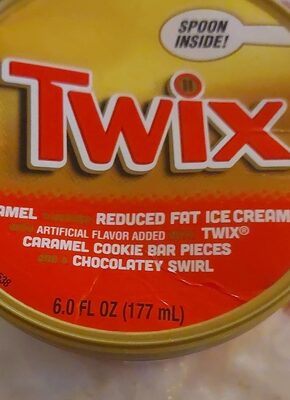 SPOON
INSIDE!
TWIX
AMEL REDUCED FAT ICE CREAM
ARTIFICIAL FLAVOR ADDED TWIX®
CARAMEL COOKIE BAR PIECES
CHOCOLATEY SWIRL
6.0 FL OZ (177 mL)